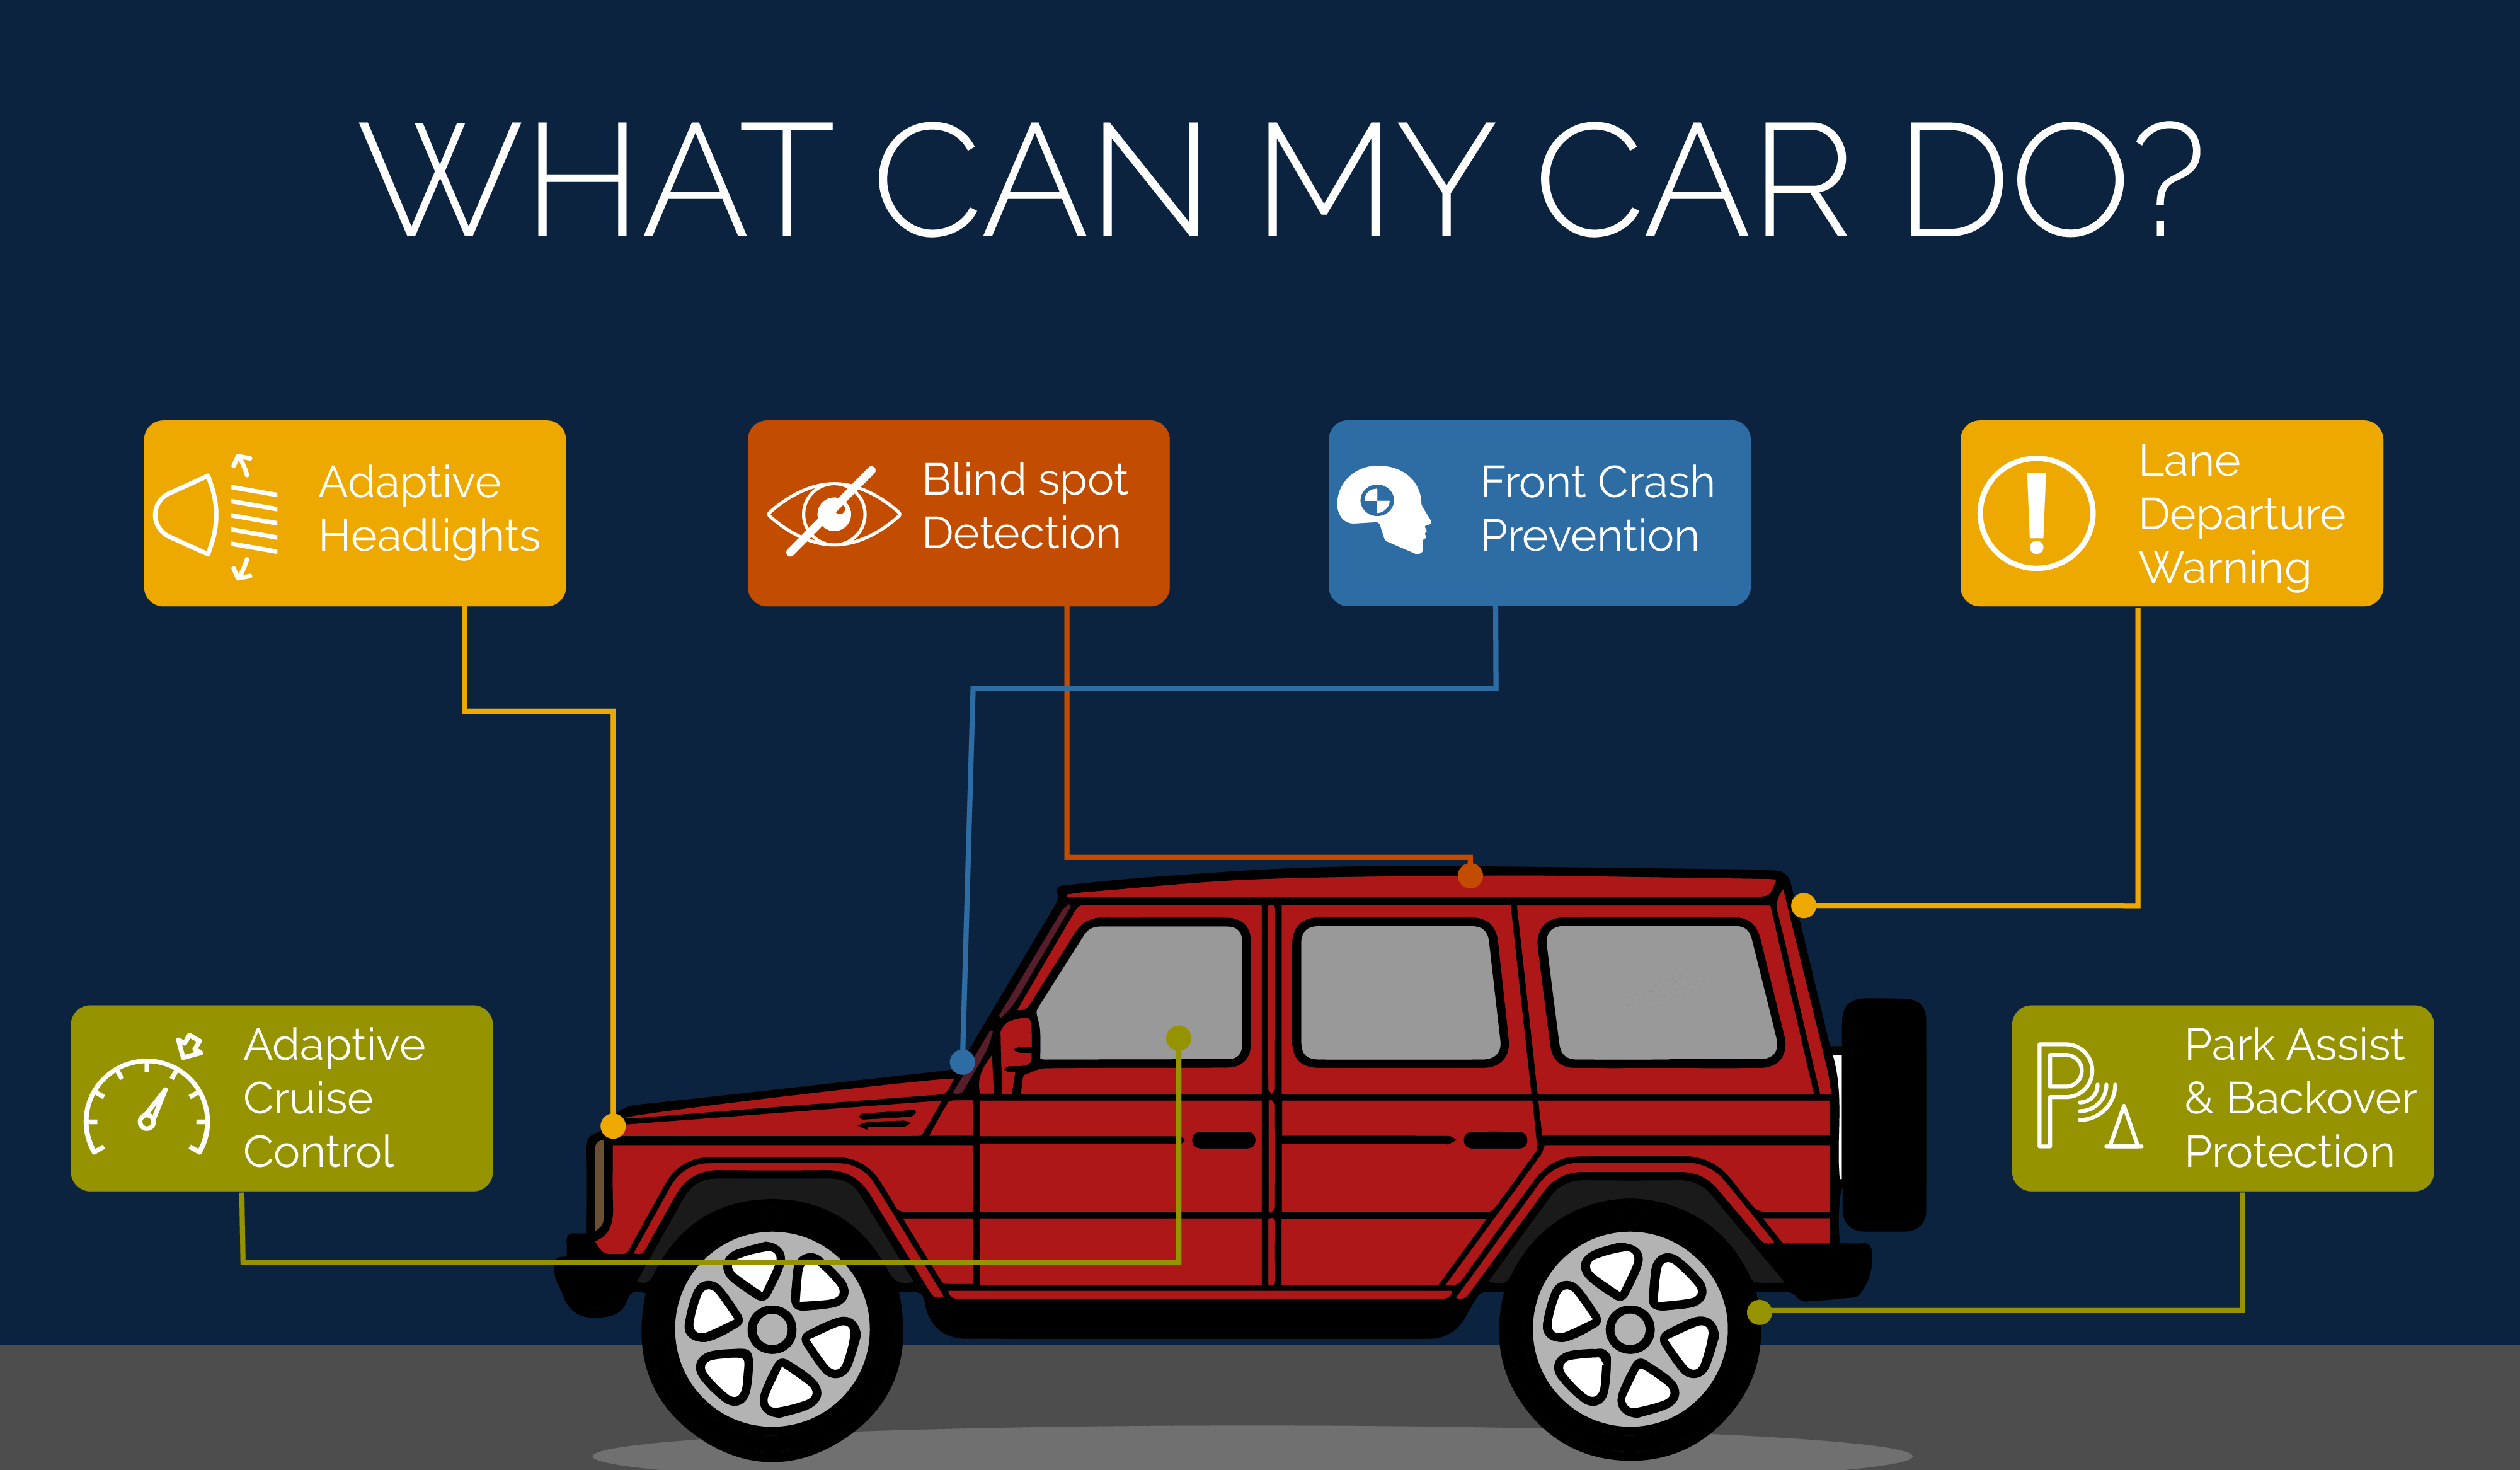 WHAT CAN MY CAR DO?
Adaptive
Headlights
Blind spot
Detection
Front Crash
Prevention
Lane
Departure
Warning
Adaptive
Cruise
Control
Park Assist
& Backover
Protection